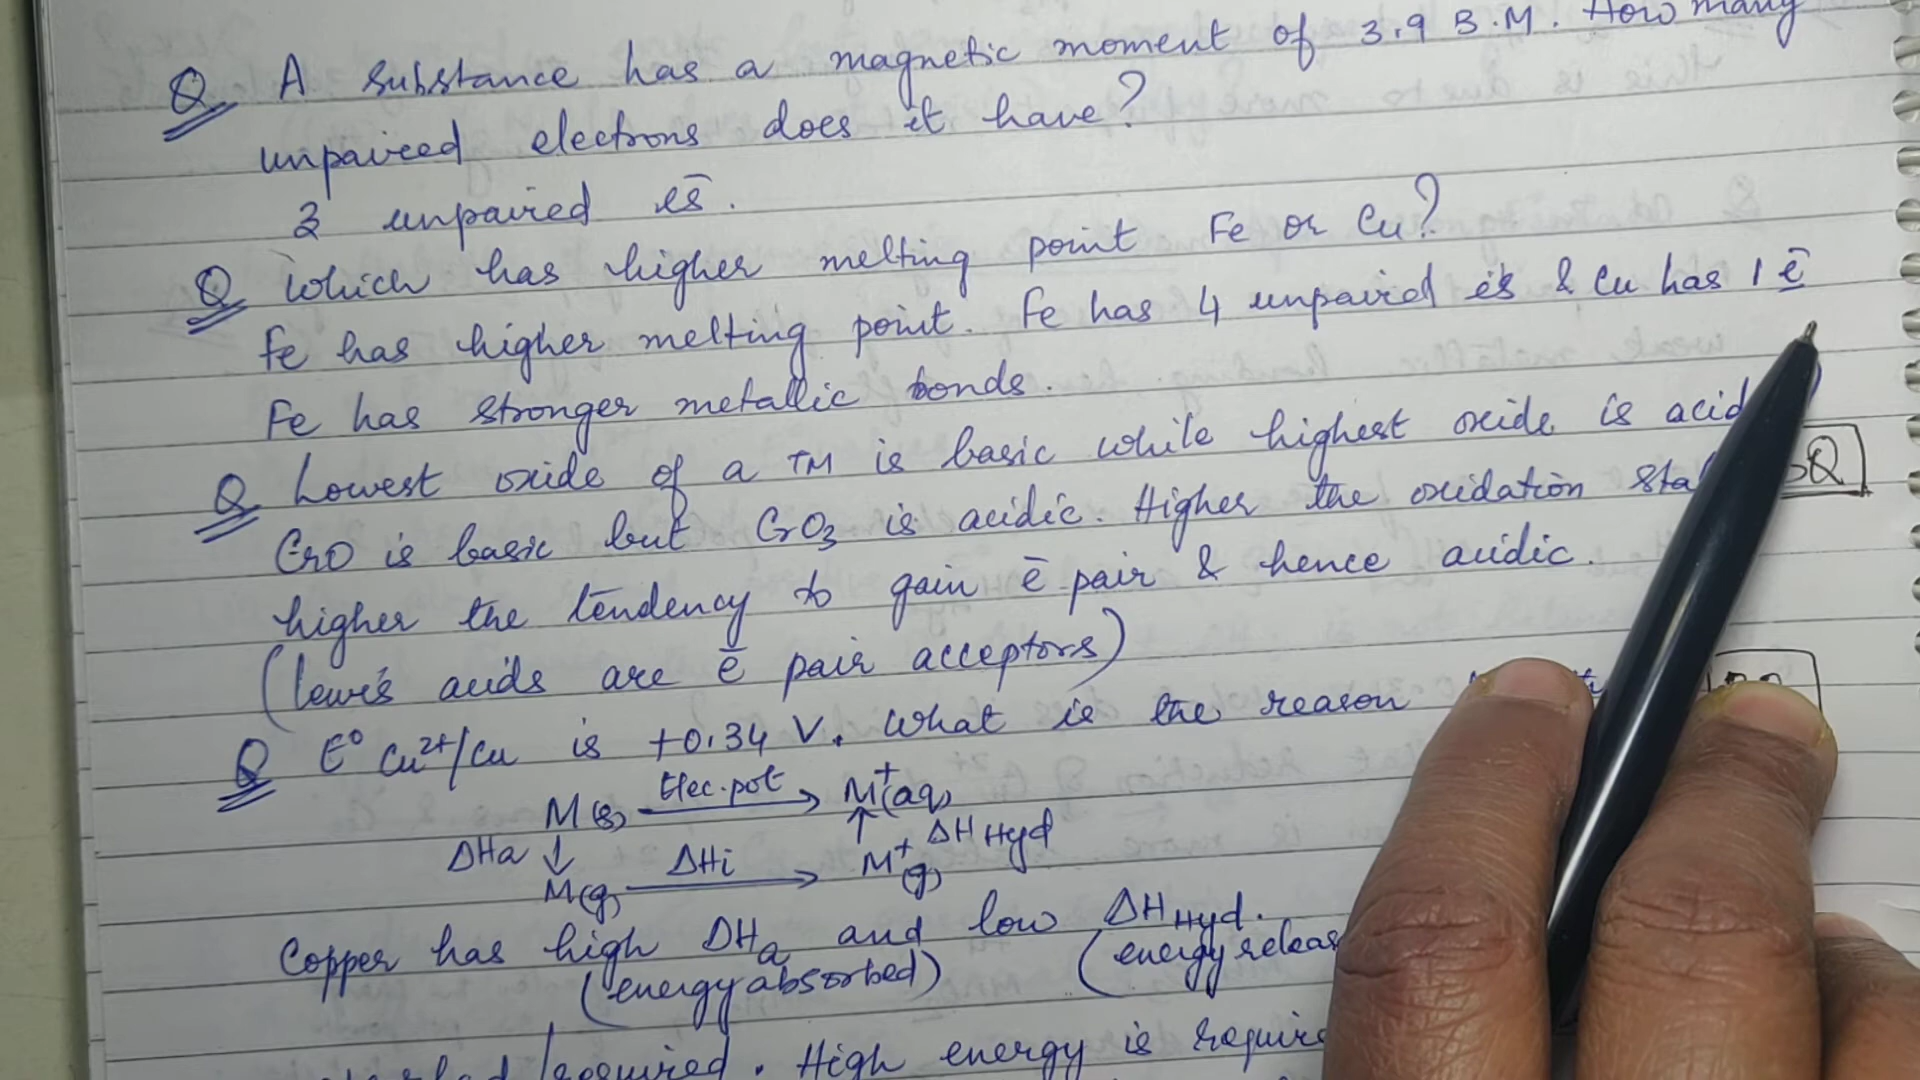 Q A substance has a magnetic moment of 3.9 B.M. How many
unpaired electrons does it have?
3 unpaired es̄.
Q Which has higher melting point Fe or Cu?
Fe has higher melting point. Fe has 4 unpaired ēs & Cu has 1 ē
Fe has stronger metallic bonds.
Q Lowest oxide of a TM is basic while highest oxide is acid
CrO is basic but CrO3 is acidic. Higher the oxidation sta
SQ
higher the tendency to gain ē pair & hence acidic.
(lewis acids are ē pair acceptors)
Q E° Cu2+/Cu is +0.34 V. What is the reason
M(s) Elec.pot → M+(aq)
ΔHa ↓ ↑ ΔH Hyd
M(g) ΔHi → M+(g)
Copper has high ΔHa and low ΔHHyd.
(energy absorbed) (energy releas
required. High energy is require